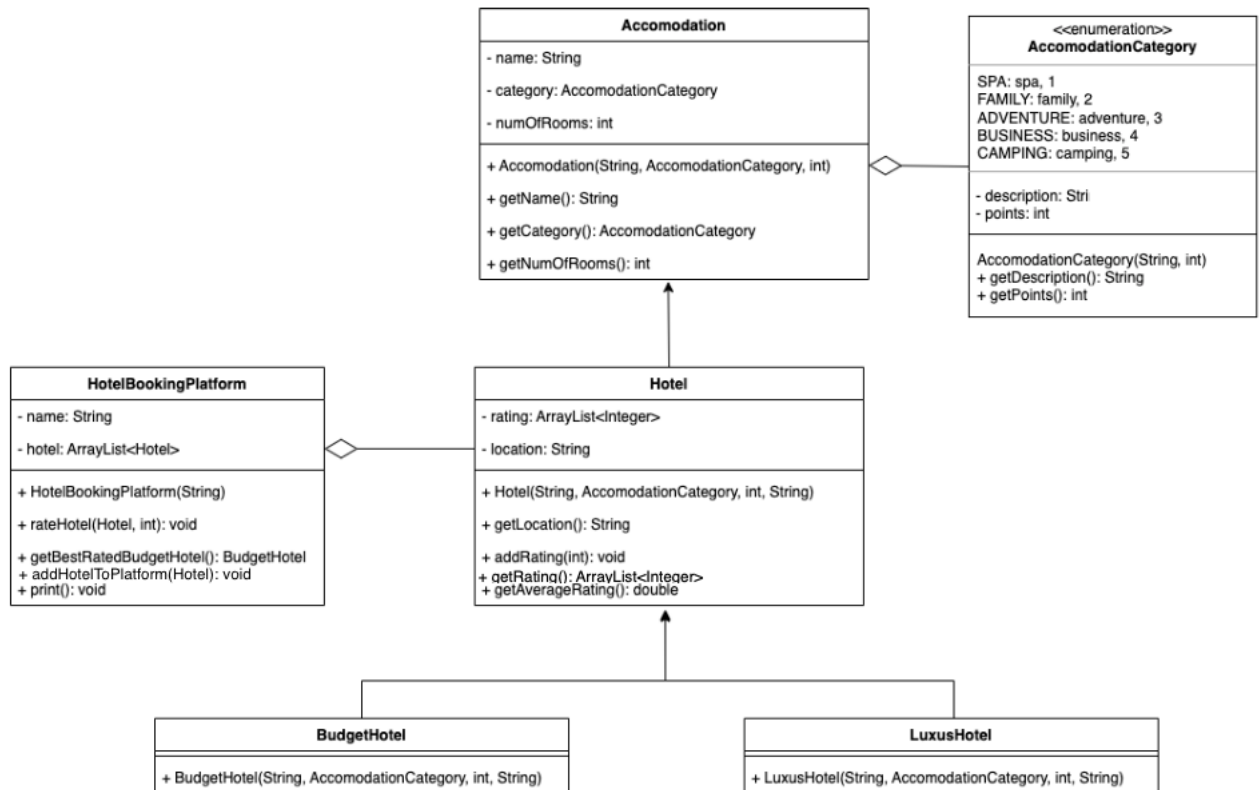 Accomodation
- name: String
- category: AccomodationCategory
- numOfRooms: int
+ Accomodation(String, AccomodationCategory, int)
+ getName(): String
+ getCategory(): AccomodationCategory
+ getNumOfRooms(): int
<<enumeration>>
AccomodationCategory
SPA: spa, 1
FAMILY: family, 2
ADVENTURE: adventure, 3
BUSINESS: business, 4
CAMPING: camping, 5
- description: Stri
- points: int
AccomodationCategory(String, int)
+ getDescription(): String
+ getPoints(): int
HotelBookingPlatform
- name: String
- hotel: ArrayList<Hotel>
+ HotelBookingPlatform(String)
+ rateHotel(Hotel, int): void
+ getBestRatedBudgetHotel(): BudgetHotel
+ addHotelToPlatform(Hotel): void
+ print(): void
Hotel
- rating: ArrayList<Integer>
- location: String
+ Hotel(String, AccomodationCategory, int, String)
+ getLocation(): String
+ addRating(int): void
+ getRating(): ArrayList<Integer>
+ getAverageRating(): double
BudgetHotel
+ BudgetHotel(String, AccomodationCategory, int, String)
LuxusHotel
+ LuxusHotel(String, AccomodationCategory, int, String)